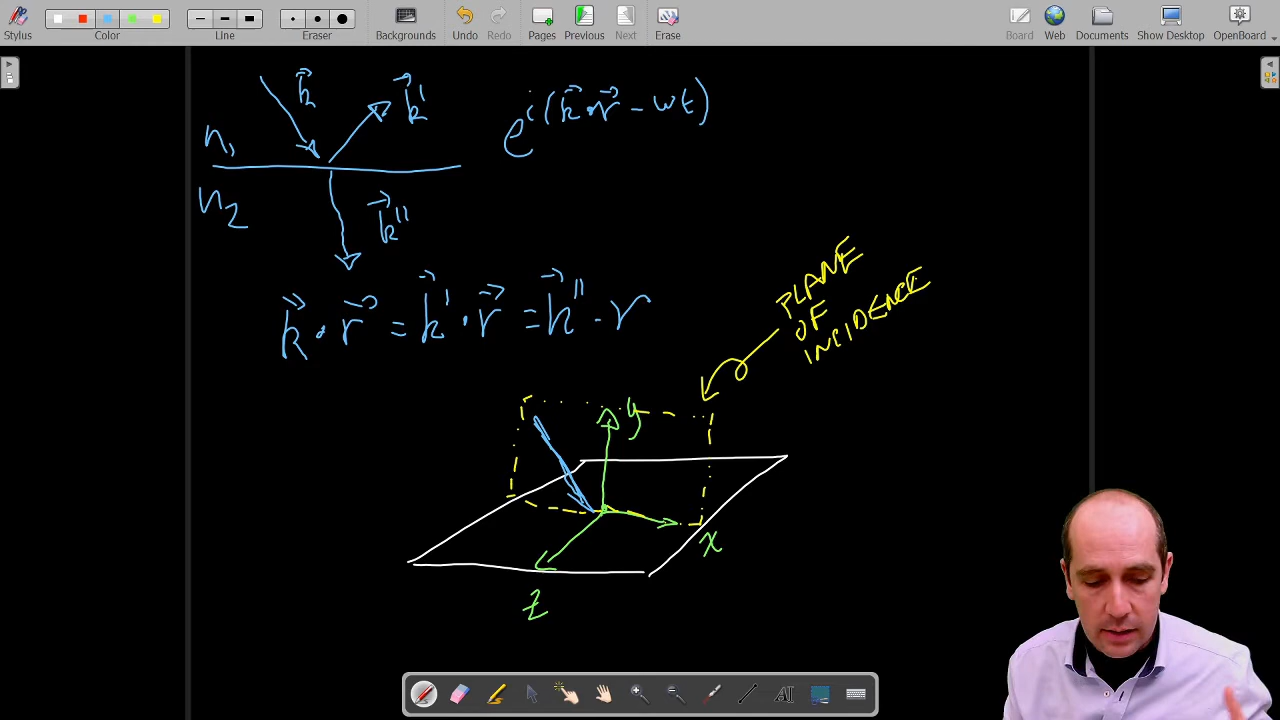 Stylus
Color
Line
Eraser
Backgrounds
Undo
Redo
Pages
Previous
Next
Erase
Board
Web
Documents
Show Desktop
OpenBoard
k⃗
k⃗'
e^{i(k⃗·r⃗ - ωt)}
n₁
n₂
k⃗''
k⃗ · r⃗ = k⃗' · r⃗ = k⃗'' · r
PLANE
OF
INCIDENCE
y
x
z
AI